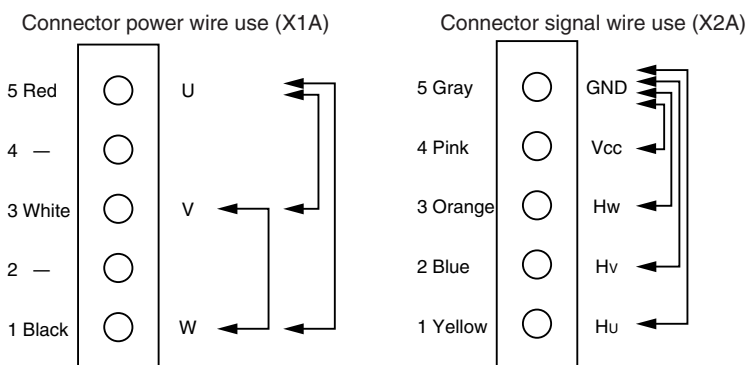 Connector power wire use (X1A)
5 Red U
4 —
3 White V
2 —
1 Black W
Connector signal wire use (X2A)
5 Gray GND
4 Pink Vcc
3 Orange Hw
2 Blue Hv
1 Yellow Hu